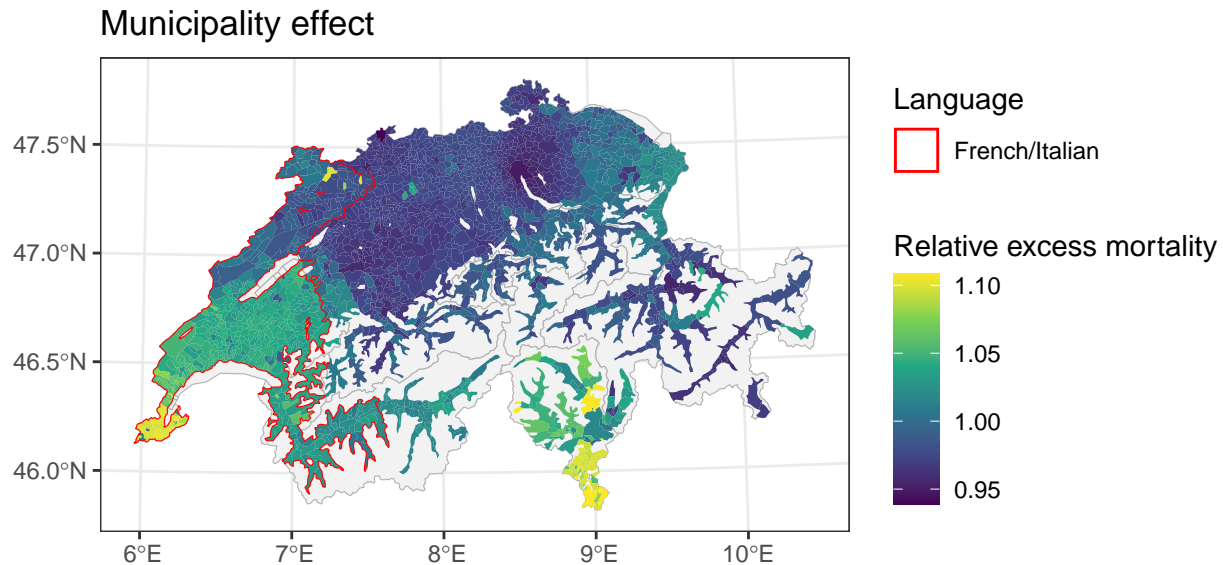 Municipality effect
47.5°N
47.0°N
46.5°N
46.0°N
6°E
7°E
8°E
9°E
10°E
Language
French/Italian
Relative excess mortality
1.10
1.05
1.00
0.95